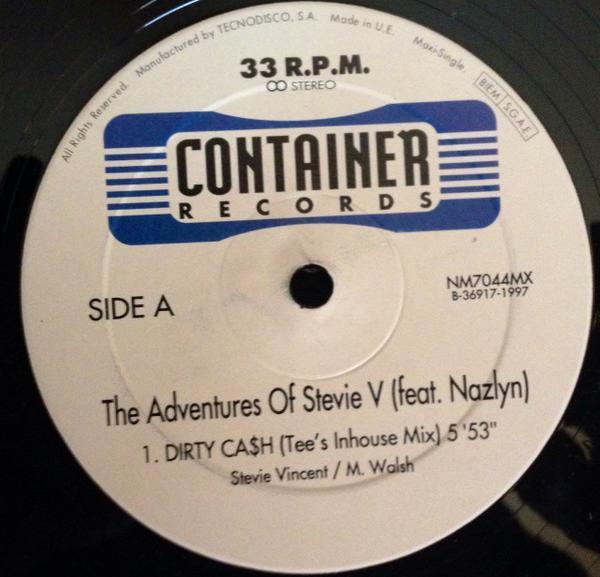 All Rights Reserved. Manufactured by TECNODISCO, S.A. Made in U.E. Maxi-Single.
BIEM S.G.A.E.
33 R.P.M.
STEREO
CONTAINER
RECORDS
SIDE A
NM7044MX
B-36917-1997
The Adventures Of Stevie V (feat. Nazlyn)
1. DIRTY CA$H (Tee's Inhouse Mix) 5'53"
Stevie Vincent / M. Walsh